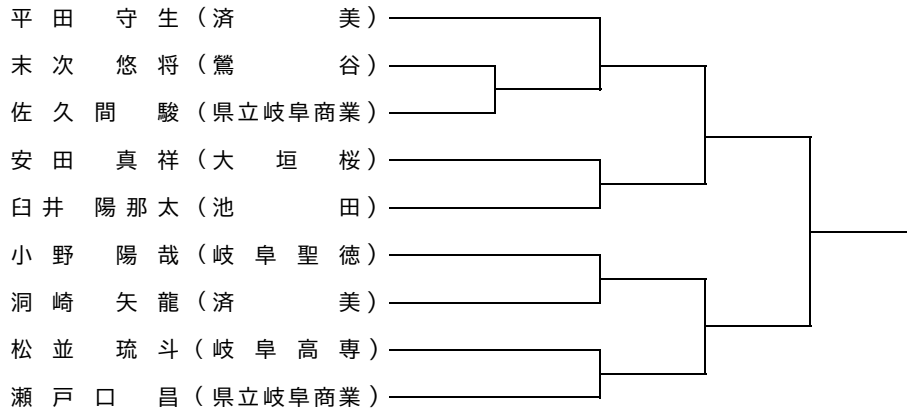 平田 守生(済 美)
末次 悠将(鶯 谷)
佐久間 駿(県立岐阜商業)
安田 真祥(大垣桜)
臼井 陽那太(池 田)
小野 陽哉(岐阜聖徳)
洞崎 矢龍(済 美)
松並 琉斗(岐阜高専)
瀬戸口 昌(県立岐阜商業)